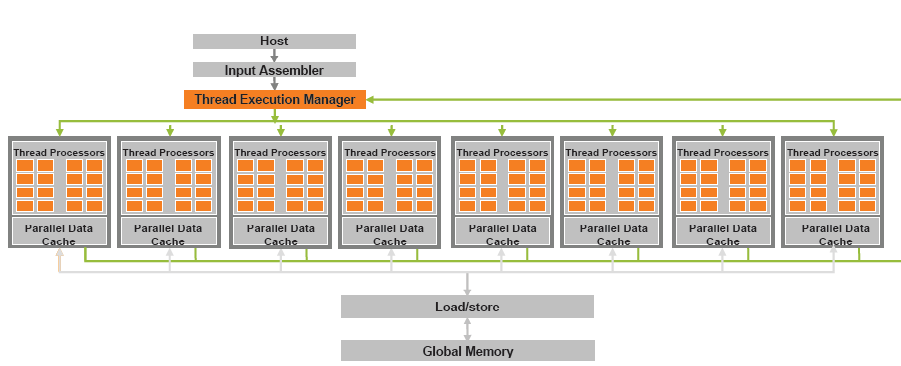 Host
Input Assembler
Thread Execution Manager
Thread Processors
Thread Processors
Thread Processors
Thread Processors
Thread Processors
Thread Processors
Thread Processors
Thread Processors
Parallel Data
Cache
Parallel Data
Cache
Parallel Data
Cache
Parallel Data
Cache
Parallel Data
Cache
Parallel Data
Cache
Parallel Data
Cache
Parallel Data
Cache
Load/store
Global Memory